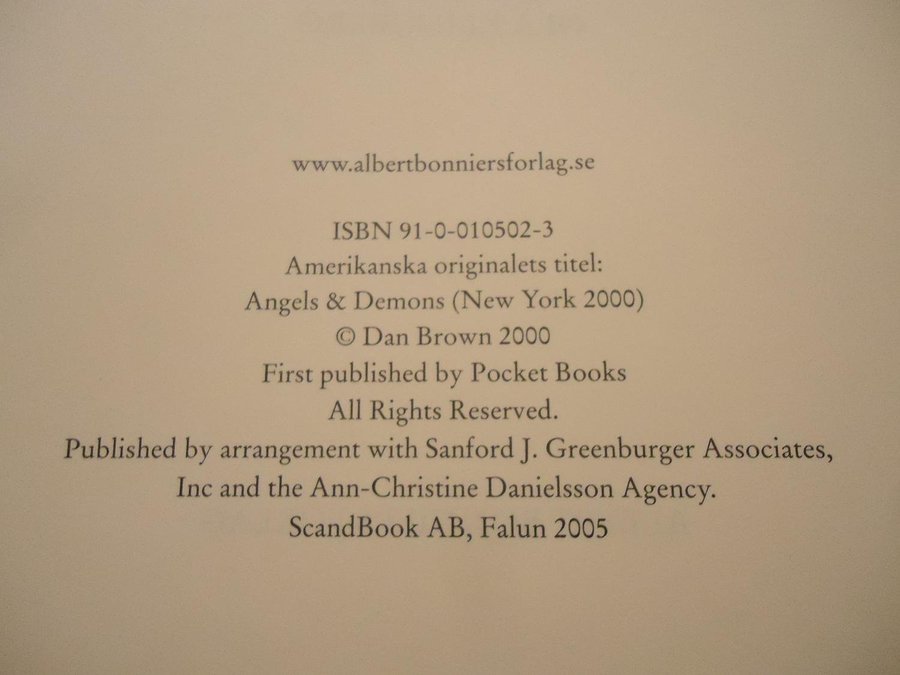 www.albertbonniersforlag.se
ISBN 91-0-010502-3
Amerikanska originalets titel:
Angels & Demons (New York 2000)
© Dan Brown 2000
First published by Pocket Books
All Rights Reserved.
Published by arrangement with Sanford J. Greenburger Associates,
Inc and the Ann-Christine Danielsson Agency.
ScandBook AB, Falun 2005